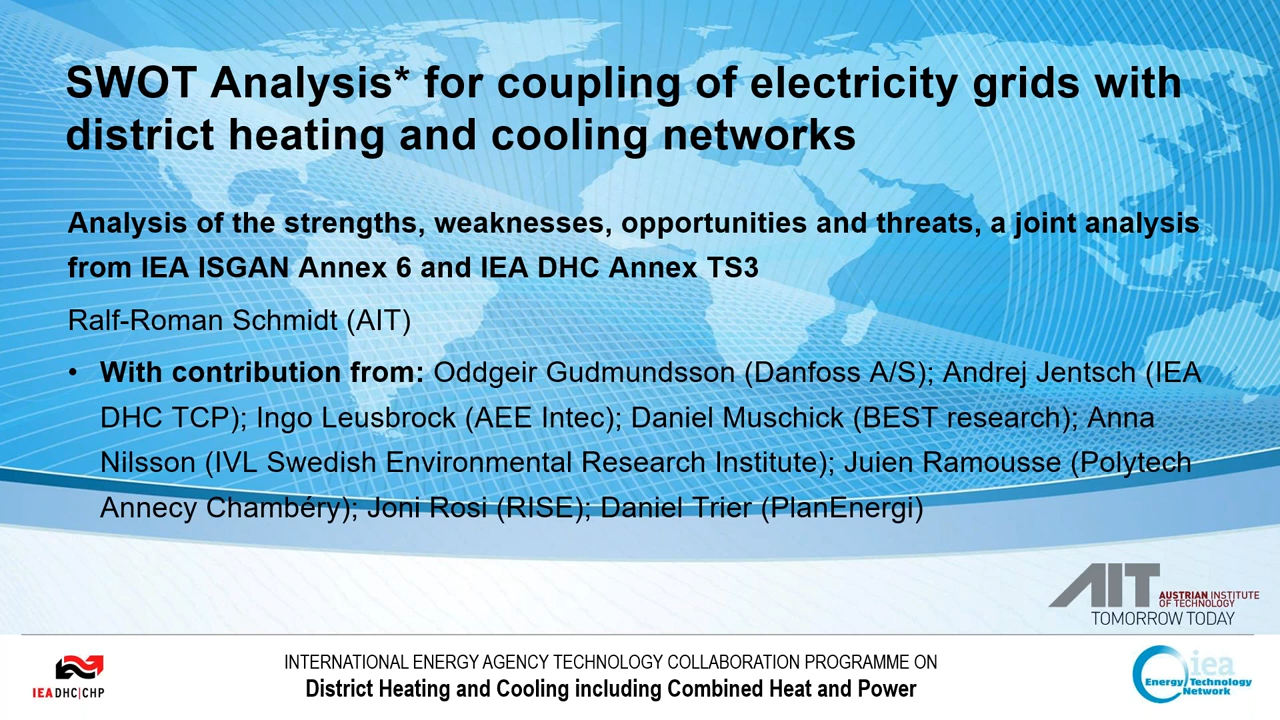 SWOT Analysis* for coupling of electricity grids with
district heating and cooling networks
Analysis of the strengths, weaknesses, opportunities and threats, a joint analysis
from IEA ISGAN Annex 6 and IEA DHC Annex TS3
Ralf-Roman Schmidt (AIT)
• With contribution from: Oddgeir Gudmundsson (Danfoss A/S); Andrej Jentsch (IEA
DHC TCP); Ingo Leusbrock (AEE Intec); Daniel Muschick (BEST research); Anna
Nilsson (IVL Swedish Environmental Research Institute); Juien Ramousse (Polytech
Annecy Chambéry); Joni Rosi (RISE); Daniel Trier (PlanEnergi)
AIT
AUSTRIAN INSTITUTE
OF TECHNOLOGY
TOMORROW TODAY
IEA DHC|CHP
INTERNATIONAL ENERGY AGENCY TECHNOLOGY COLLABORATION PROGRAMME ON
District Heating and Cooling including Combined Heat and Power
iea
Energy Technology
Network